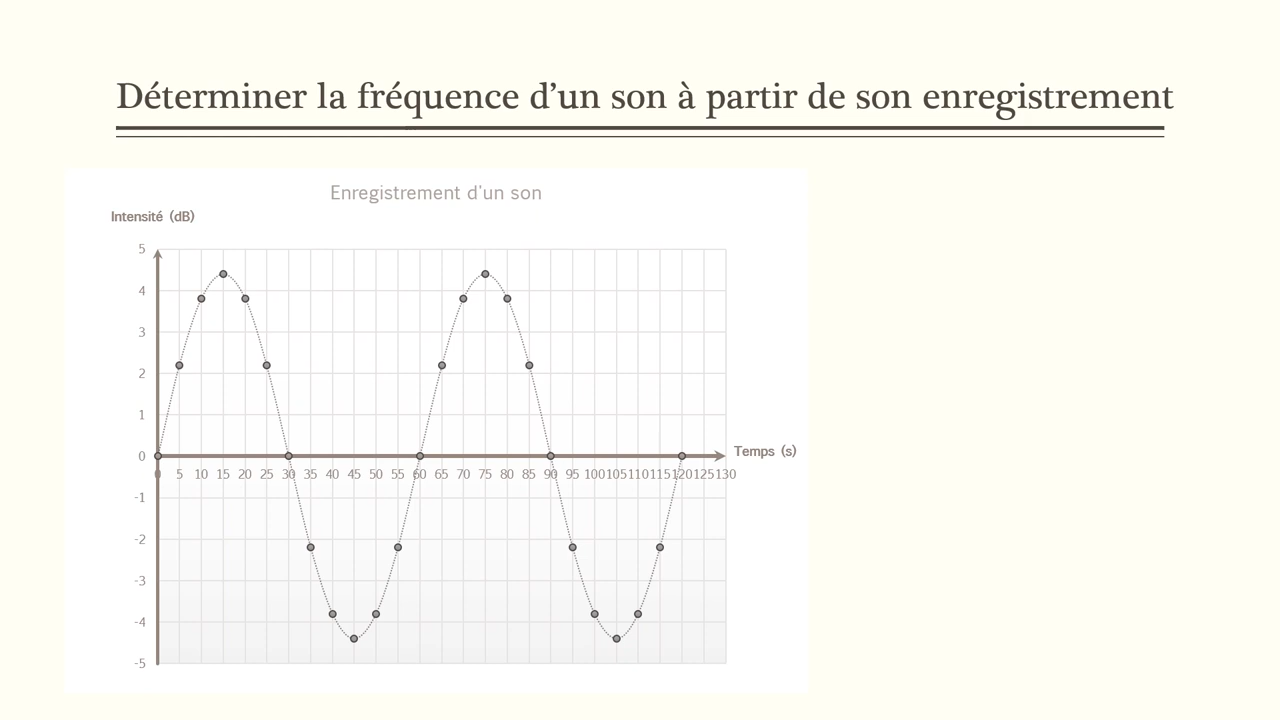 Déterminer la fréquence d’un son à partir de son enregistrement
Enregistrement d'un son
Intensité (dB)
5
4
3
2
1
0
Temps (s)
0 5 10 15 20 25 30 35 40 45 50 55 60 65 70 75 80 85 90 95 100 105 110 115 120 125 130
-1
-2
-3
-4
-5